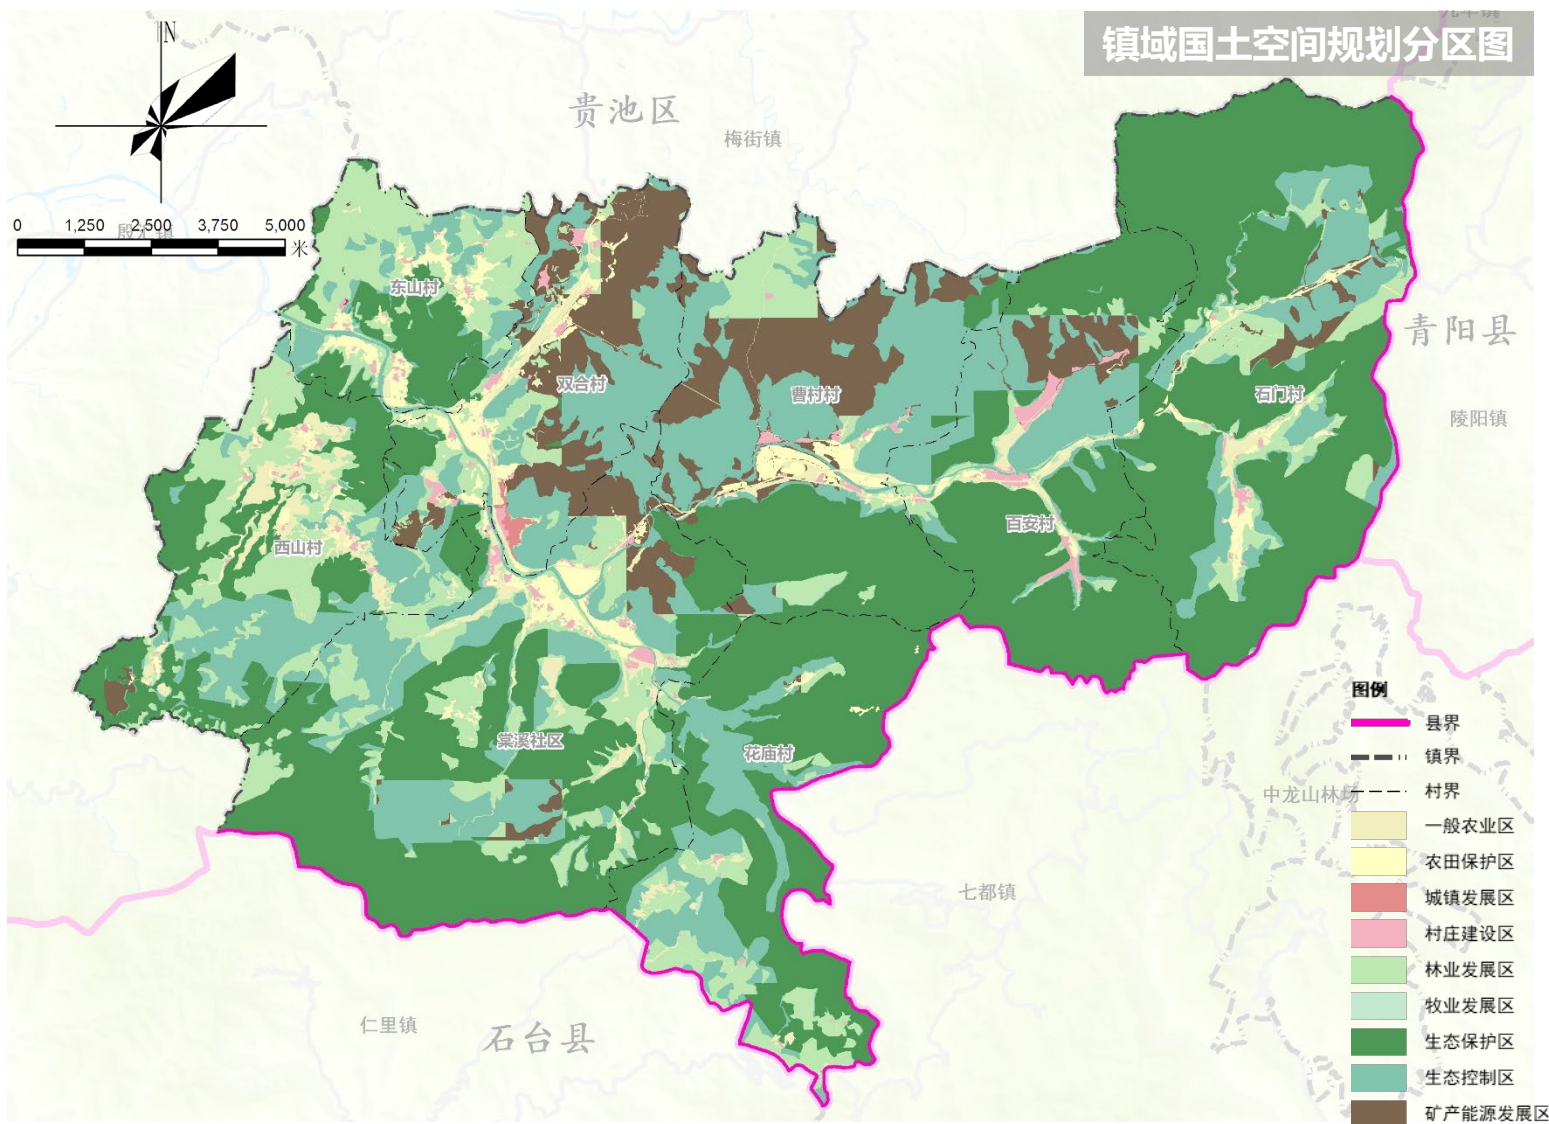 镇域国土空间规划分区图
N
贵池区
梅街镇
0 1,250 2,500 3,750 5,000
米
东山村
青阳县
双合村
曹村村
石门村
陵阳镇
百安村
西山村
棠溪社区
花庙村
中龙山林场
七都镇
仁里镇
石台县
图例
县界
镇界
村界
一般农业区
农田保护区
城镇发展区
村庄建设区
林业发展区
牧业发展区
生态保护区
生态控制区
矿产能源发展区